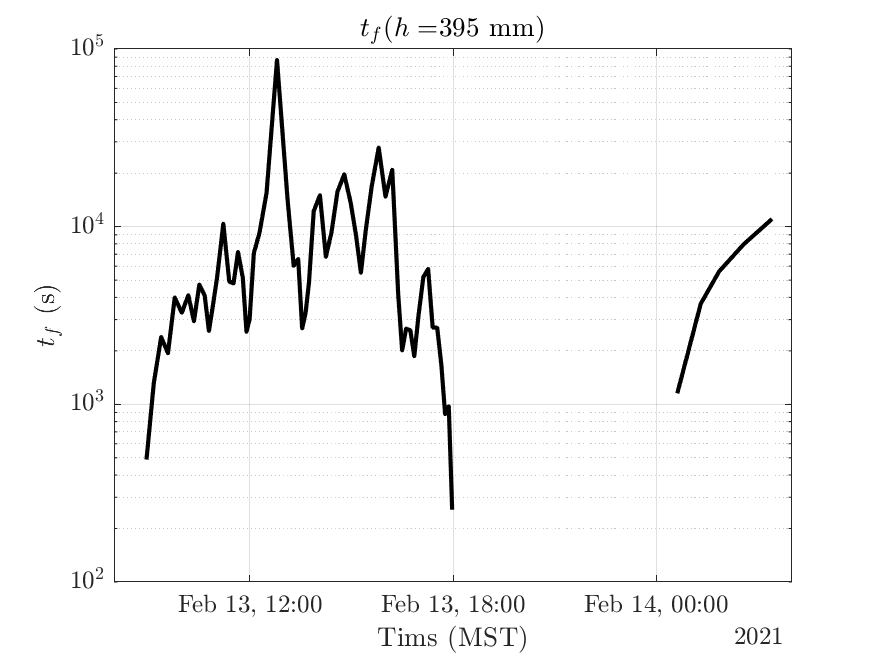 t_f(h =395 mm)
10^5
10^4
10^3
10^2
t_f (s)
Feb 13, 12:00 Feb 13, 18:00 Feb 14, 00:00
Tims (MST) 2021